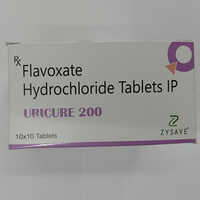 Rx Flavoxate
Hydrochloride Tablets IP
URICURE 200
10x10 Tablets
ZYSAVE